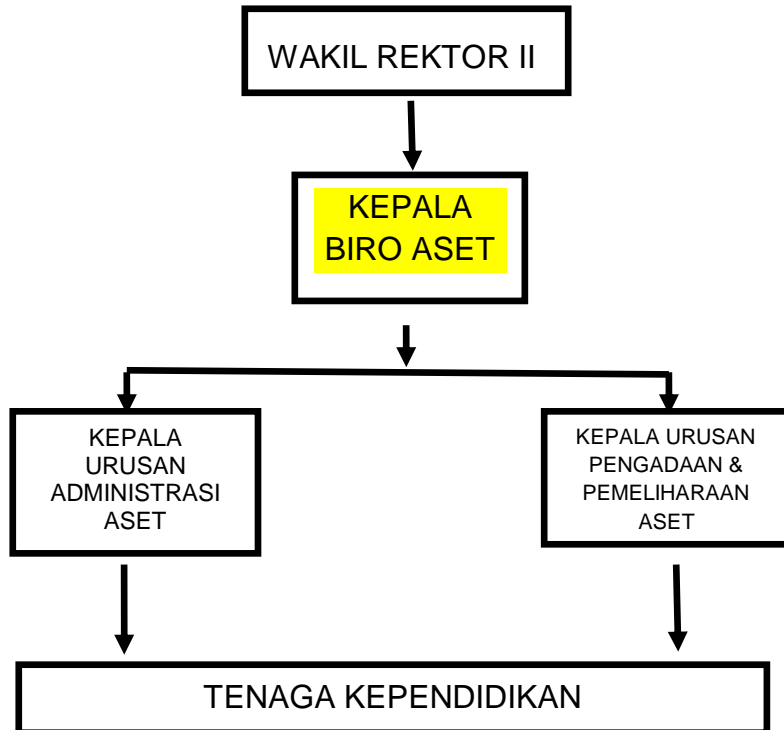 WAKIL REKTOR II
KEPALA
BIRO ASET
KEPALA
URUSAN
ADMINISTRASI
ASET
KEPALA URUSAN
PENGADAAN &
PEMELIHARAAN
ASET
TENAGA KEPENDIDIKAN